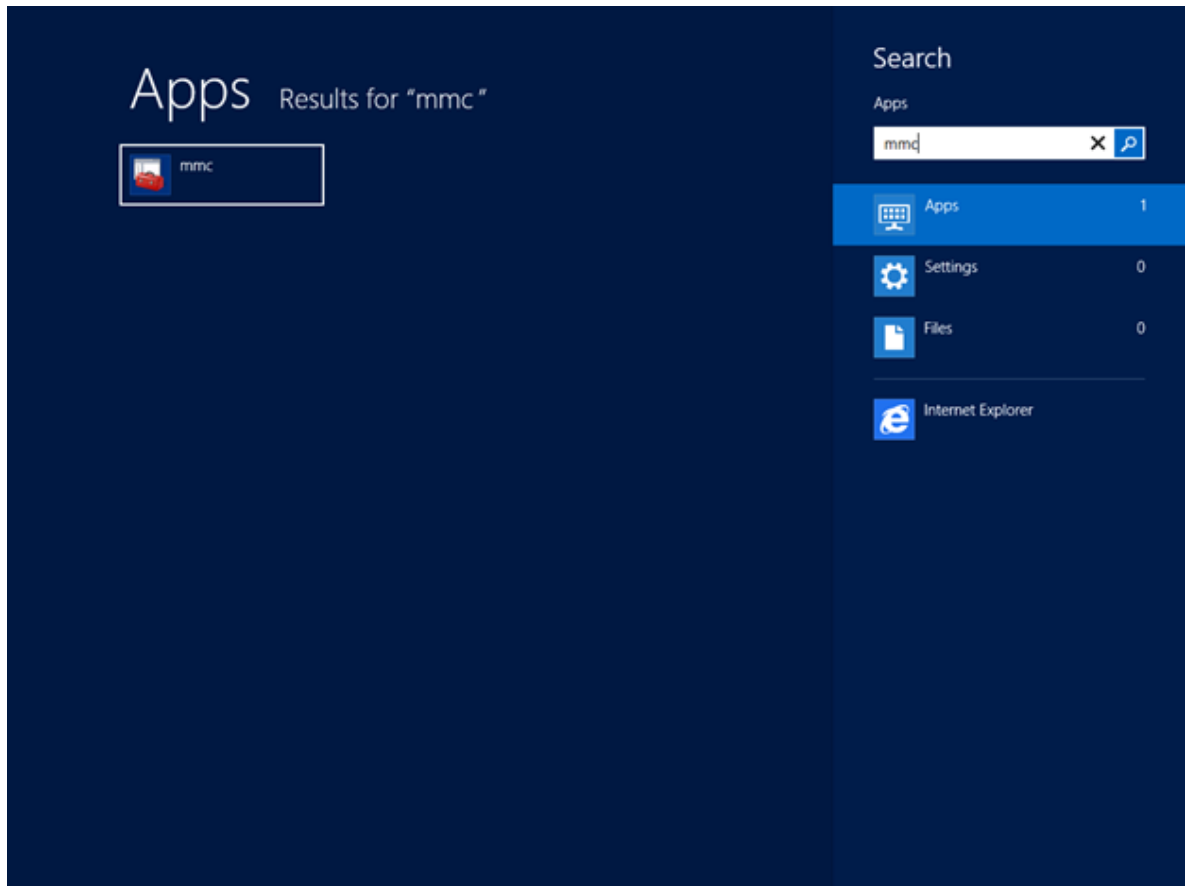 Apps Results for “mmc”
mmc
Search
Apps
mmc
Apps 1
Settings 0
Files 0
Internet Explorer